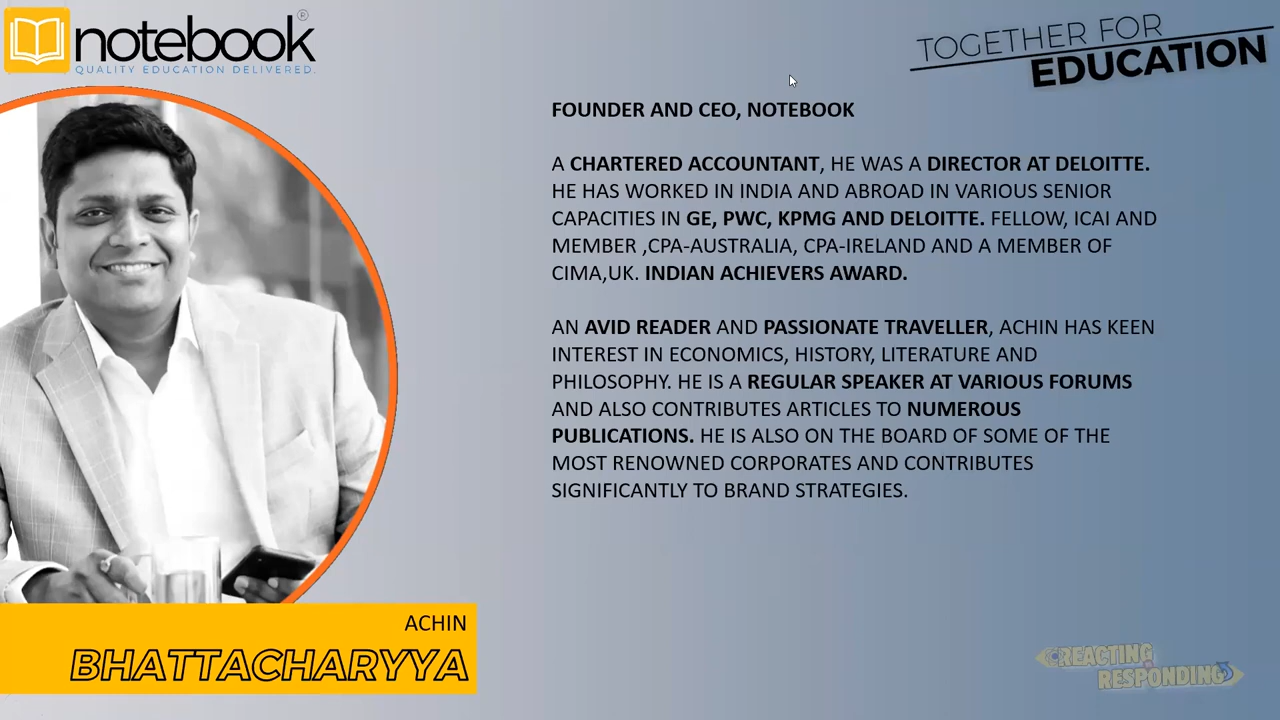 notebook®
QUALITY EDUCATION DELIVERED.
TOGETHER FOR
EDUCATION
FOUNDER AND CEO, NOTEBOOK
A CHARTERED ACCOUNTANT, HE WAS A DIRECTOR AT DELOITTE.
HE HAS WORKED IN INDIA AND ABROAD IN VARIOUS SENIOR
CAPACITIES IN GE, PWC, KPMG AND DELOITTE. FELLOW, ICAI AND
MEMBER ,CPA-AUSTRALIA, CPA-IRELAND AND A MEMBER OF
CIMA,UK. INDIAN ACHIEVERS AWARD.
AN AVID READER AND PASSIONATE TRAVELLER, ACHIN HAS KEEN
INTEREST IN ECONOMICS, HISTORY, LITERATURE AND
PHILOSOPHY. HE IS A REGULAR SPEAKER AT VARIOUS FORUMS
AND ALSO CONTRIBUTES ARTICLES TO NUMEROUS
PUBLICATIONS. HE IS ALSO ON THE BOARD OF SOME OF THE
MOST RENOWNED CORPORATES AND CONTRIBUTES
SIGNIFICANTLY TO BRAND STRATEGIES.
ACHIN
BHATTACHARYYA
REACTING
RESPONDING